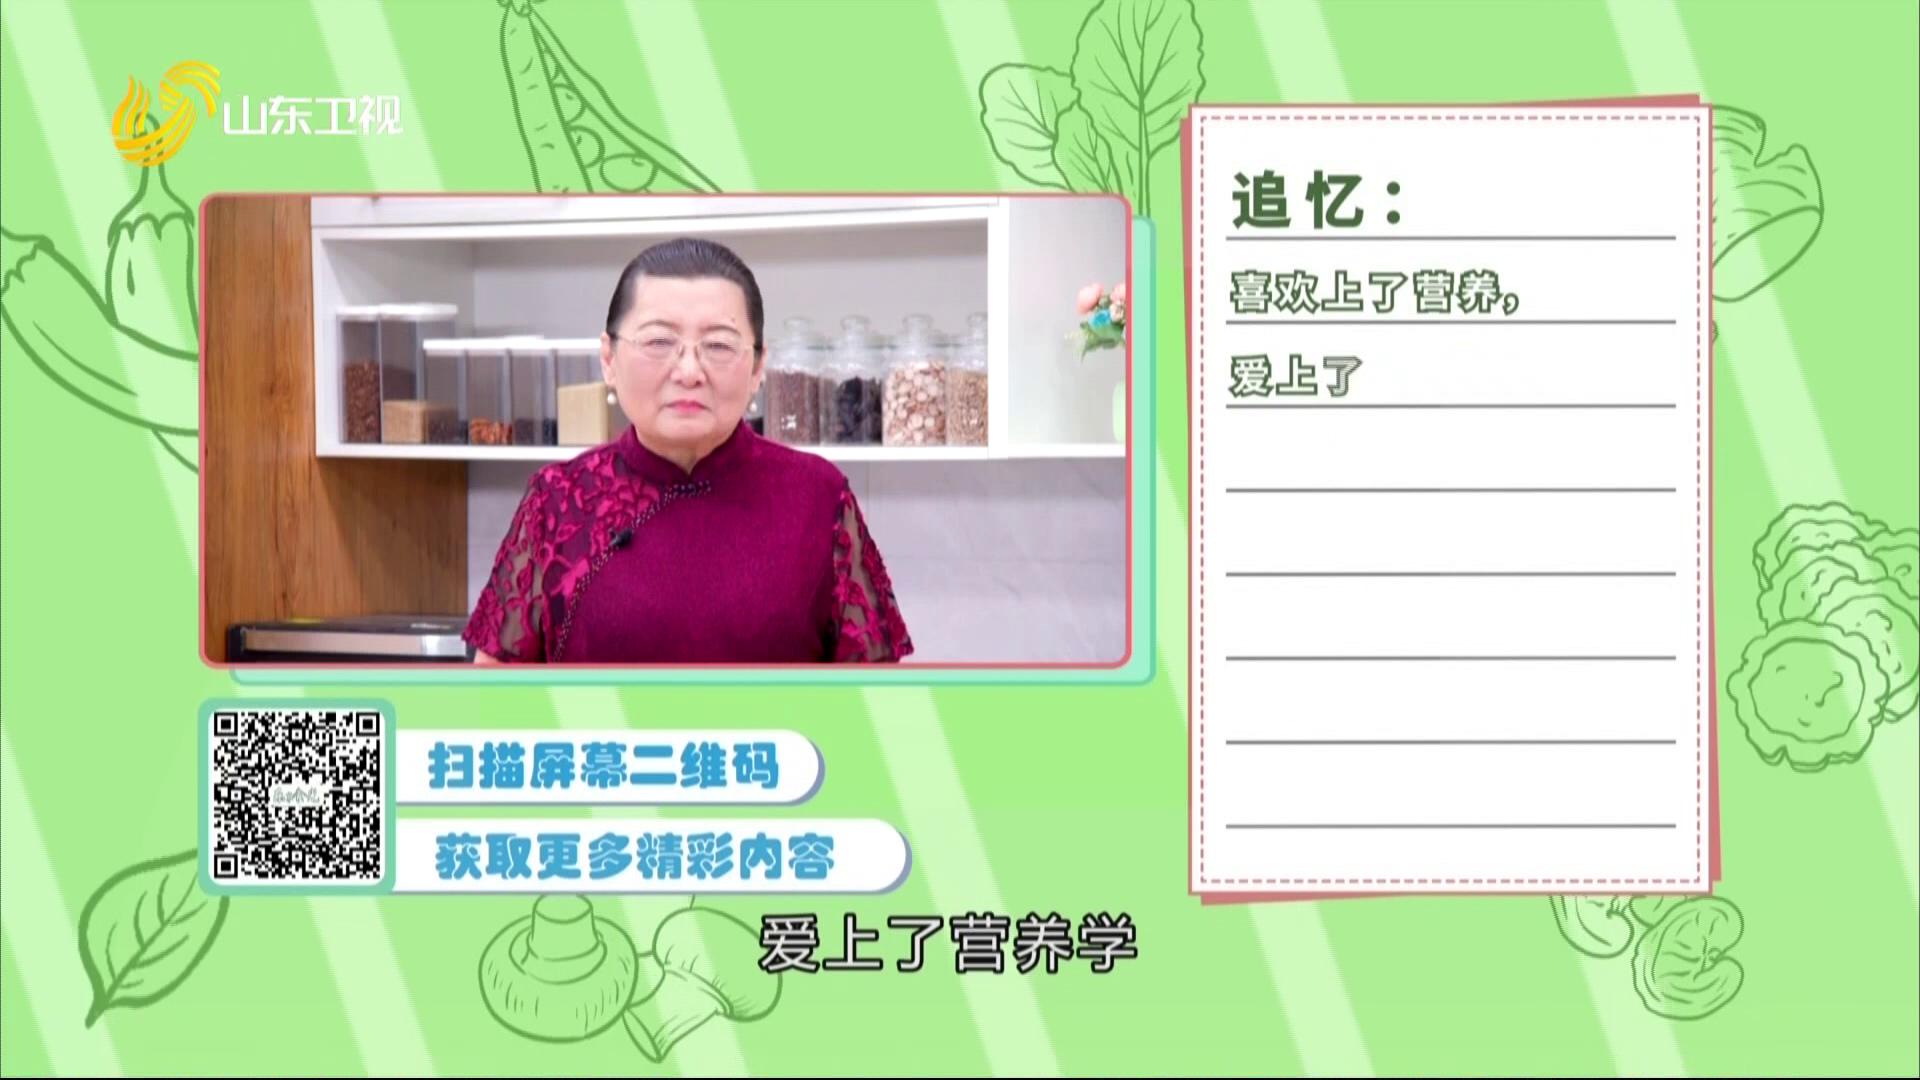 山东卫视
追忆：
喜欢上了营养，
爱上了
扫描屏幕二维码
获取更多精彩内容
爱上了营养学